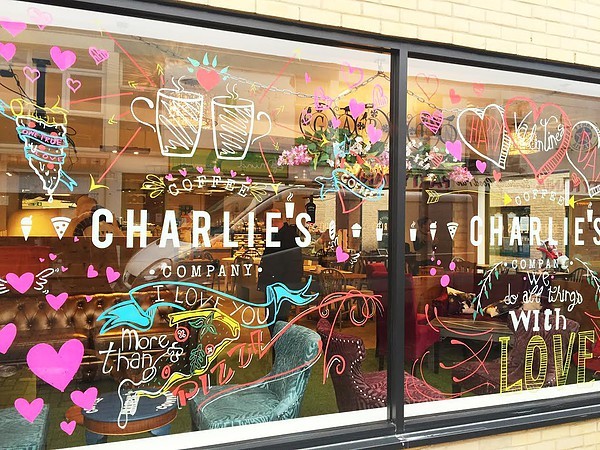 COFFEE
CHARLIE'S
COMPANY
I LOVE YOU
more
than
PIZZA
HAPPY
Valentine's
DAY
COFFEE
CHARLIE'S
COMPANY
We
do all things
WITH
LOVE